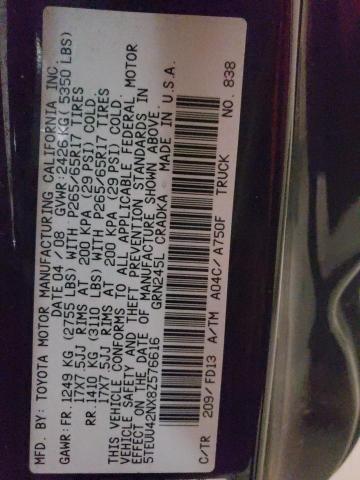 MFD. BY: TOYOTA MOTOR MANUFACTURING CALIFORNIA INC.
DATE 04 / 08 GVWR: 2426 KG( 5350 LBS)
GAWR:FR. 1249 KG (2755 LBS) WITH P265/65R17 TIRES
17X7.5JJ RIMS AT 200 KPA (29 PSI) COLD.
RR. 1410 KG (3110 LBS) WITH P265/65R17 TIRES
17X7.5JJ RIMS AT 200 KPA (29 PSI) COLD.
THIS VEHICLE CONFORMS TO ALL APPLICABLE FEDERAL MOTOR
VEHICLE SAFETY AND THEFT PREVENTION STANDARDS IN
EFFECT ON THE DATE OF MANUFACTURE SHOWN ABOVE
5TEUU42NX8Z576616 GRN245L CRADKA MADE IN U.S.A.
TRUCK
C/TR 209/FD13 A/TM A04C/A750F NO. 838